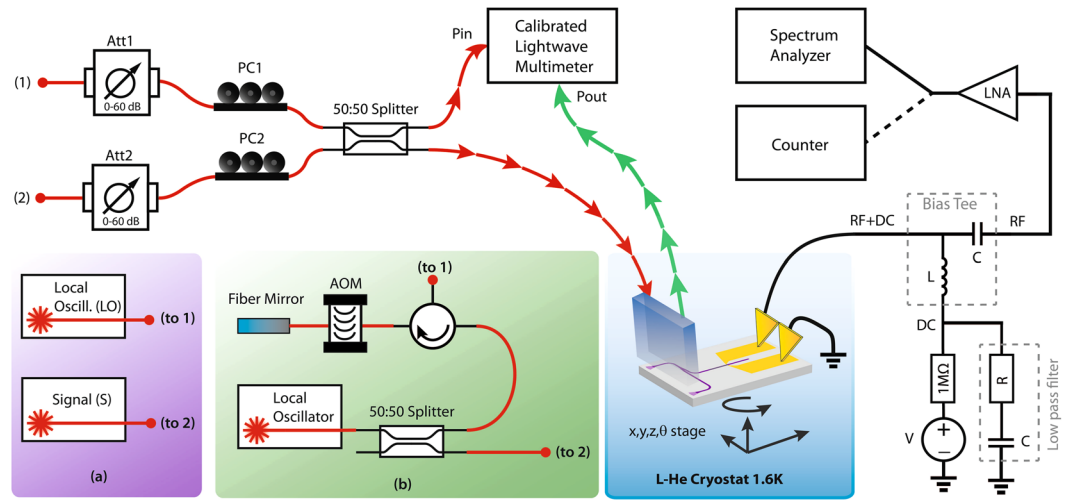 Att1
(1)
0-60 dB
PC1
50:50 Splitter
Att2
(2)
0-60 dB
PC2
Pin
Calibrated
Lightwave
Multimeter
Pout
Spectrum
Analyzer
Counter
LNA
RF+DC
Bias Tee
RF
C
L
DC
1MΩ
R
V
+
−
C
Low pass filter
Local
Oscill. (LO)
(to 1)
Signal (S)
(to 2)
(a)
Fiber Mirror
AOM
(to 1)
Local
Oscillator
50:50 Splitter
(to 2)
(b)
x,y,z,θ stage
L-He Cryostat 1.6K